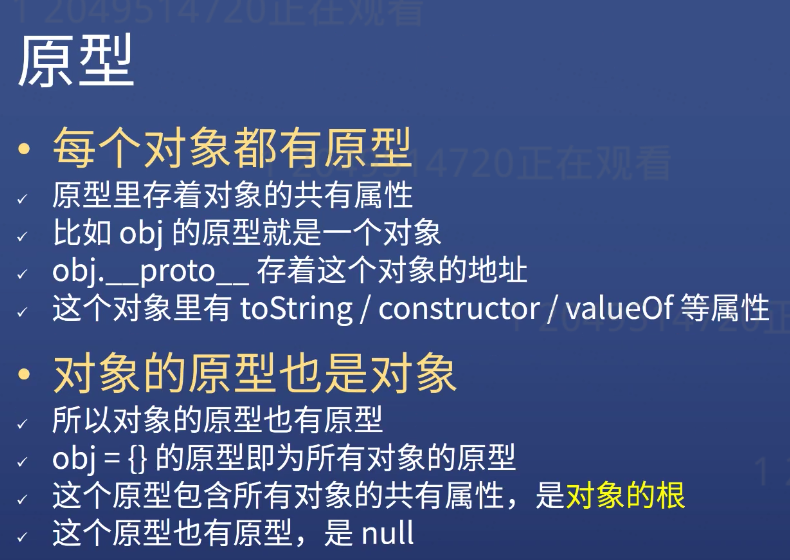 1 2049514720正在观看
原型
• 每个对象都有原型
1 2049514720正在观看
✓ 原型里存着对象的共有属性
✓ 比如 obj 的原型就是一个对象
✓ obj.__proto__ 存着这个对象的地址
✓ 这个对象里有 toString / constructor / valueOf 等属性
1 2049514720正
• 对象的原型也是对象
✓ 所以对象的原型也有原型
✓ obj = {} 的原型即为所有对象的原型
✓ 这个原型包含所有对象的共有属性，是对象的根
✓ 这个原型也有原型，是 null